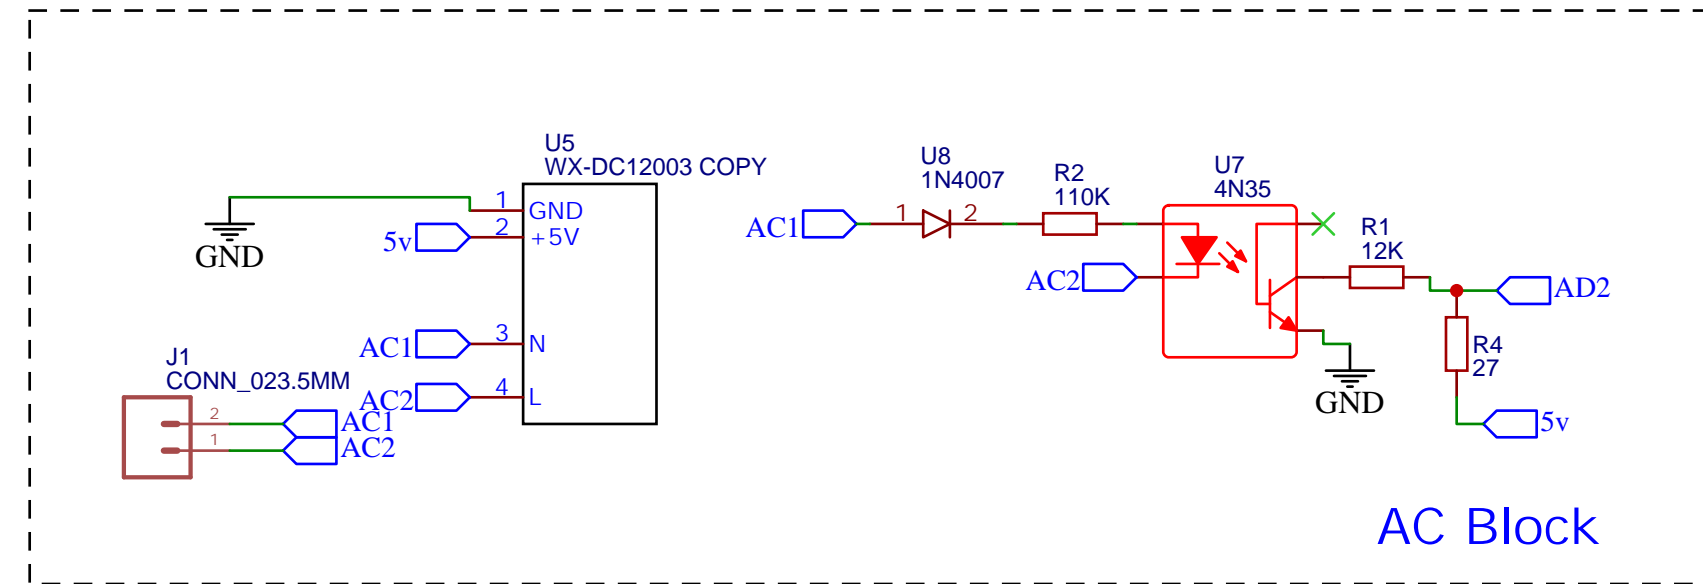 U5
WX-DC12003 COPY
1
GND
2
+5V
5v
GND
AC1
3
N
AC2
4
L
J1
CONN_023.5MM
2
AC1
1
AC2
U8
1N4007
AC1
1
2
R2
110K
U7
4N35
AC2
R1
12K
AD2
R4
27
GND
5v
AC Block